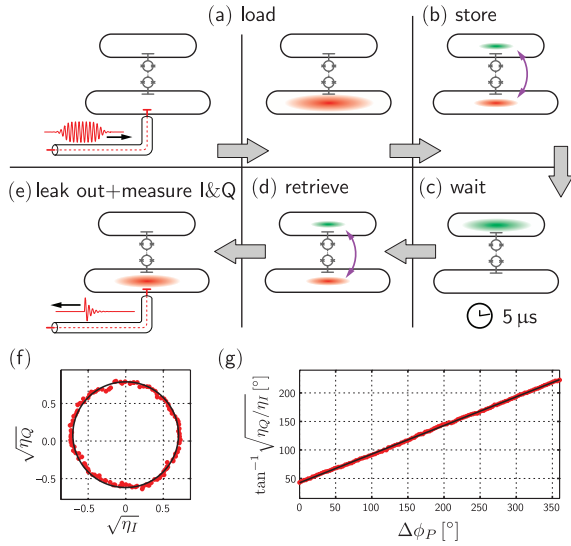 (a) load
(b) store
(e) leak out+measure I&Q
(d) retrieve
(c) wait
5 μs
(f)
√η_Q
0.5
0.0
−0.5
−0.5
0.0
0.5
√η_I
(g)
tan⁻¹√η_Q/η_I [°]
200
150
100
50
0
50
100
150
200
250
300
350
Δϕ_P [°]